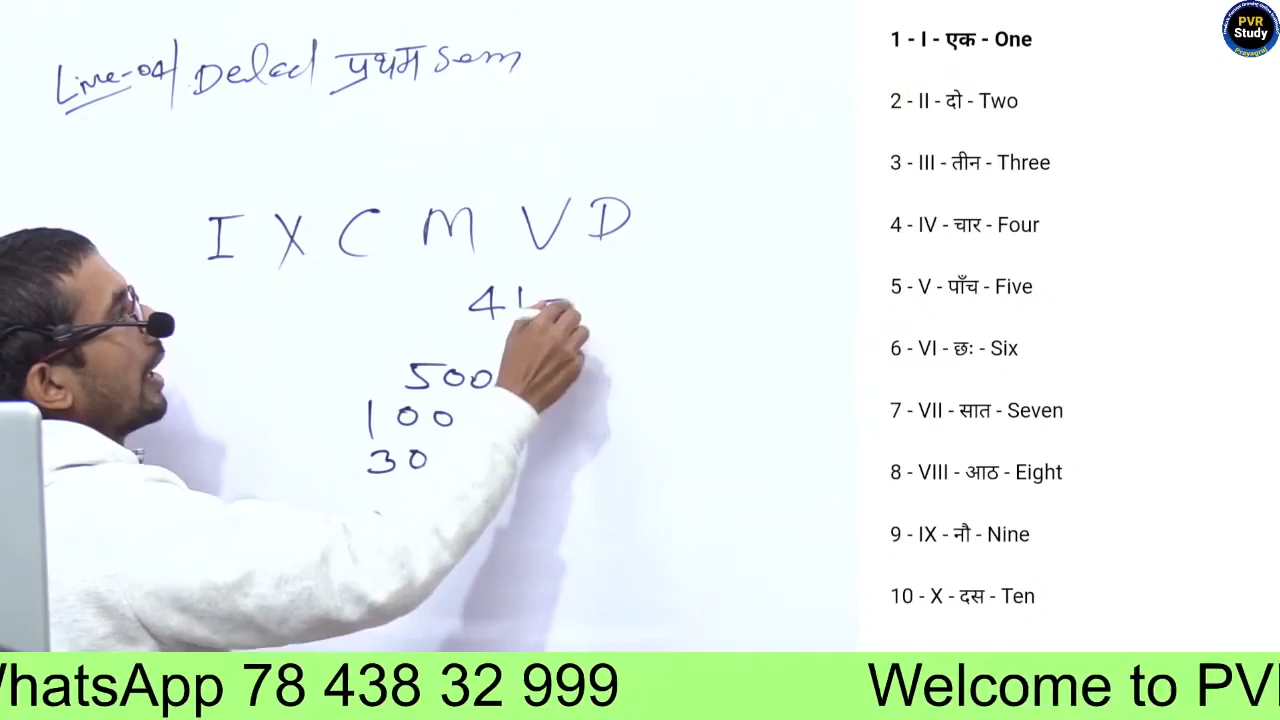 Live-04 Deled प्रथम Sem
I X C M V D
4
500
100
30
1 - I - एक - One
2 - II - दो - Two
3 - III - तीन - Three
4 - IV - चार - Four
5 - V - पाँच - Five
6 - VI - छः - Six
7 - VII - सात - Seven
8 - VIII - आठ - Eight
9 - IX - नौ - Nine
10 - X - दस - Ten
PVR
Study
Prayagraj
WhatsApp 78 438 32 999 Welcome to PV